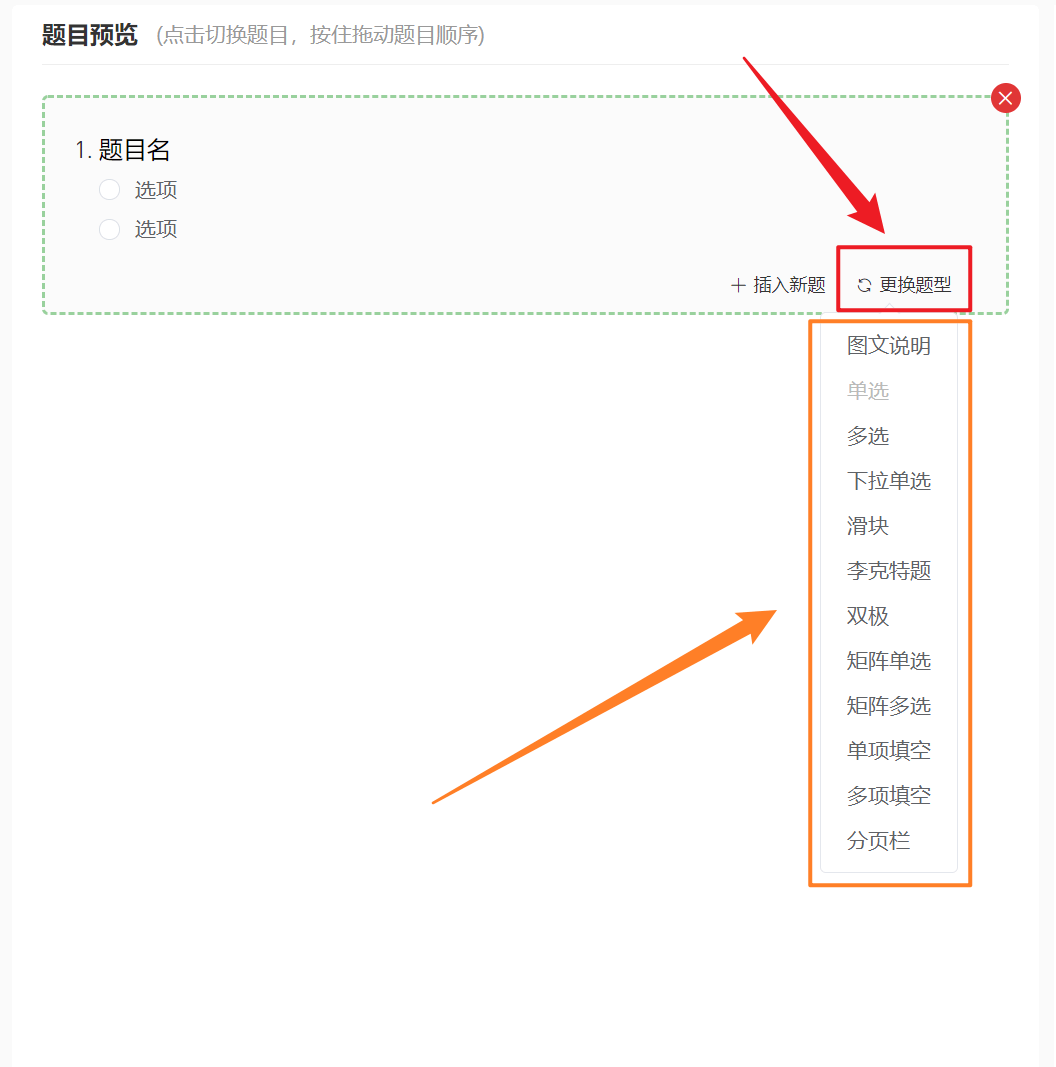 题目预览 (点击切换题目，按住拖动题目顺序)
1. 题目名
选项
选项
插入新题 更换题型
图文说明
单选
多选
下拉单选
滑块
李克特题
双极
矩阵单选
矩阵多选
单项填空
多项填空
分页栏